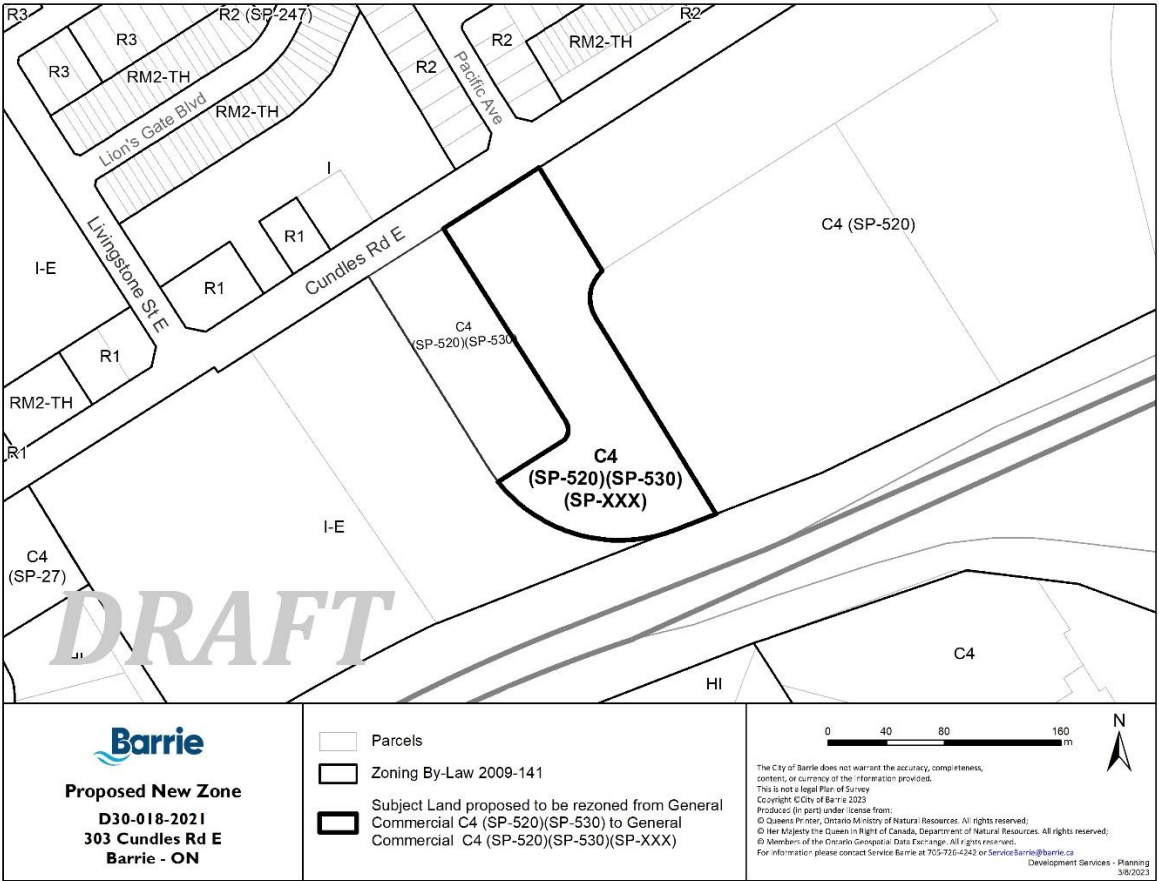 R3
R2 (SP-247)
R2
R3
R2
RM2-TH
R3
RM2-TH
R2
Pacific Ave
RM2-TH
Lion's Gate Blvd
I
C4 (SP-520)
R1
Livingstone St E
Cundles Rd E
I-E
R1
C4
(SP-520)(SP-530)
R1
RM2-TH
R1
C4
(SP-520)(SP-530)
(SP-XXX)
I-E
C4
(SP-27)
DRAFT
C4
HI
Barrie
Proposed New Zone
D30-018-2021
303 Cundles Rd E
Barrie - ON
Parcels
Zoning By-Law 2009-141
Subject Land proposed to be rezoned from General
Commercial C4 (SP-520)(SP-530) to General
Commercial C4 (SP-520)(SP-530)(SP-XXX)
0 40 80 160
m
N
The City of Barrie does not warrant the accuracy, completeness,
content, or currency of the information provided.
This is not a legal Plan of Survey
Copyright © City of Barrie 2023
Produced (in part) under license from:
© Queens Printer, Ontario Ministry of Natural Resources. All rights reserved;
© Her Majesty the Queen in Right of Canada, Department of Natural Resources. All rights reserved;
© Members of the Ontario Geospatial Data Exchange. All rights reserved.
For information please contact Service Barrie at 705-726-4242 or ServiceBarrie@barrie.ca
Development Services - Planning
3/8/2023